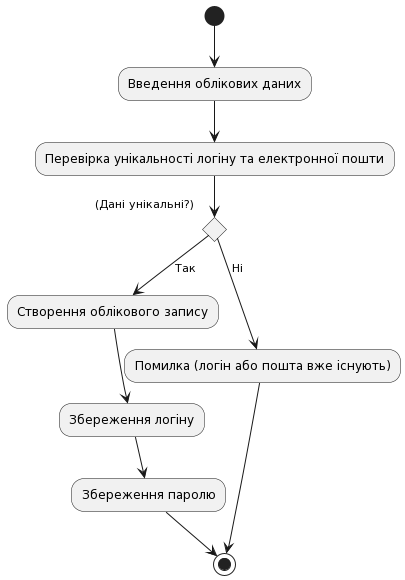 Введення облікових даних
Перевірка унікальності логіну та електронної пошти
(Дані унікальні?)
Так
Ні
Створення облікового запису
Помилка (логін або пошта вже існують)
Збереження логіну
Збереження паролю